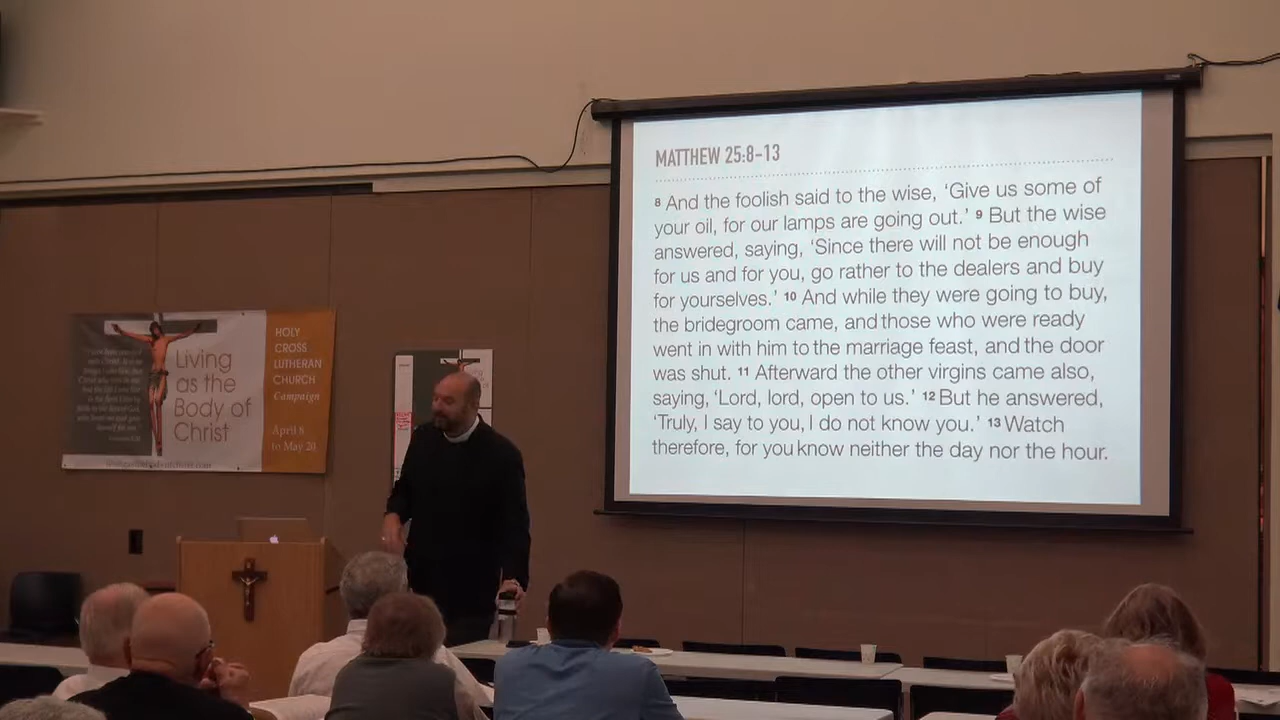 MATTHEW 25:8–13
8 And the foolish said to the wise, ‘Give us some of
your oil, for our lamps are going out.’ 9 But the wise
answered, saying, ‘Since there will not be enough
for us and for you, go rather to the dealers and buy
for yourselves.’ 10 And while they were going to buy,
the bridegroom came, and those who were ready
went in with him to the marriage feast, and the door
was shut. 11 Afterward the other virgins came also,
saying, ‘Lord, lord, open to us.’ 12 But he answered,
‘Truly, I say to you, I do not know you.’ 13 Watch
therefore, for you know neither the day nor the hour.
Living
as the
Body of
Christ
HOLY
CROSS
LUTHERAN
CHURCH
Campaign
April 8
to May 20